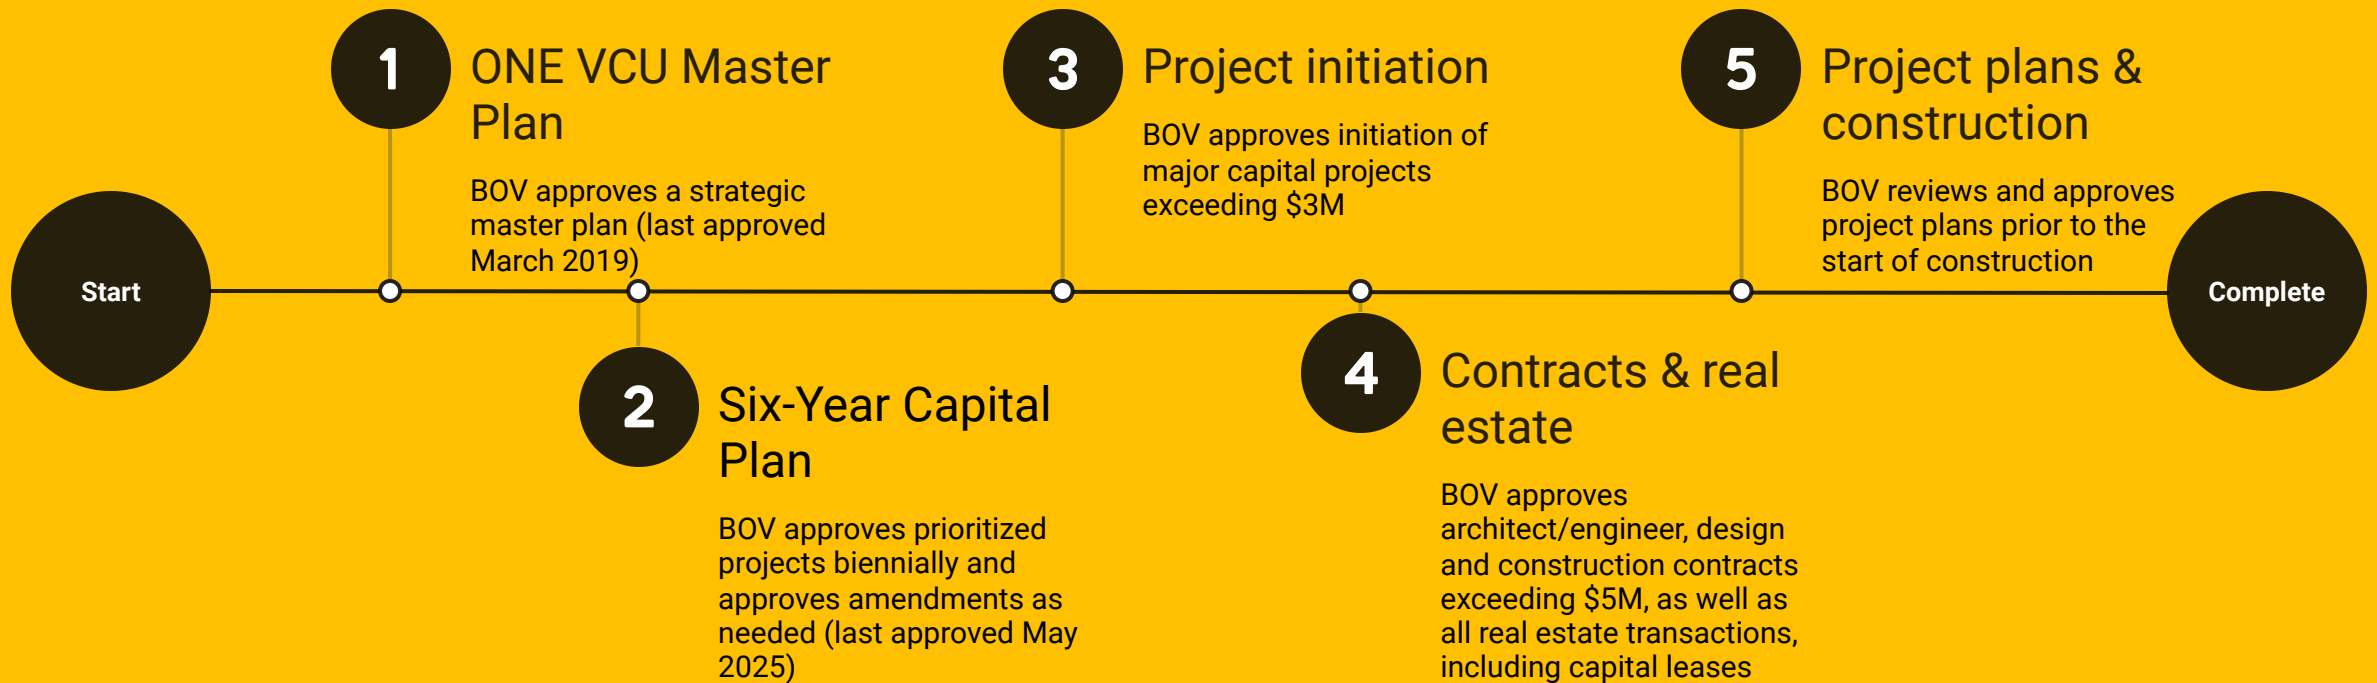 Start
1
ONE VCU Master
Plan
BOV approves a strategic
master plan (last approved
March 2019)
2
Six-Year Capital
Plan
BOV approves prioritized
projects biennially and
approves amendments as
needed (last approved May
2025)
3
Project initiation
BOV approves initiation of
major capital projects
exceeding $3M
4
Contracts & real
estate
BOV approves
architect/engineer, design
and construction contracts
exceeding $5M, as well as
all real estate transactions,
including capital leases
5
Project plans &
construction
BOV reviews and approves
project plans prior to the
start of construction
Complete